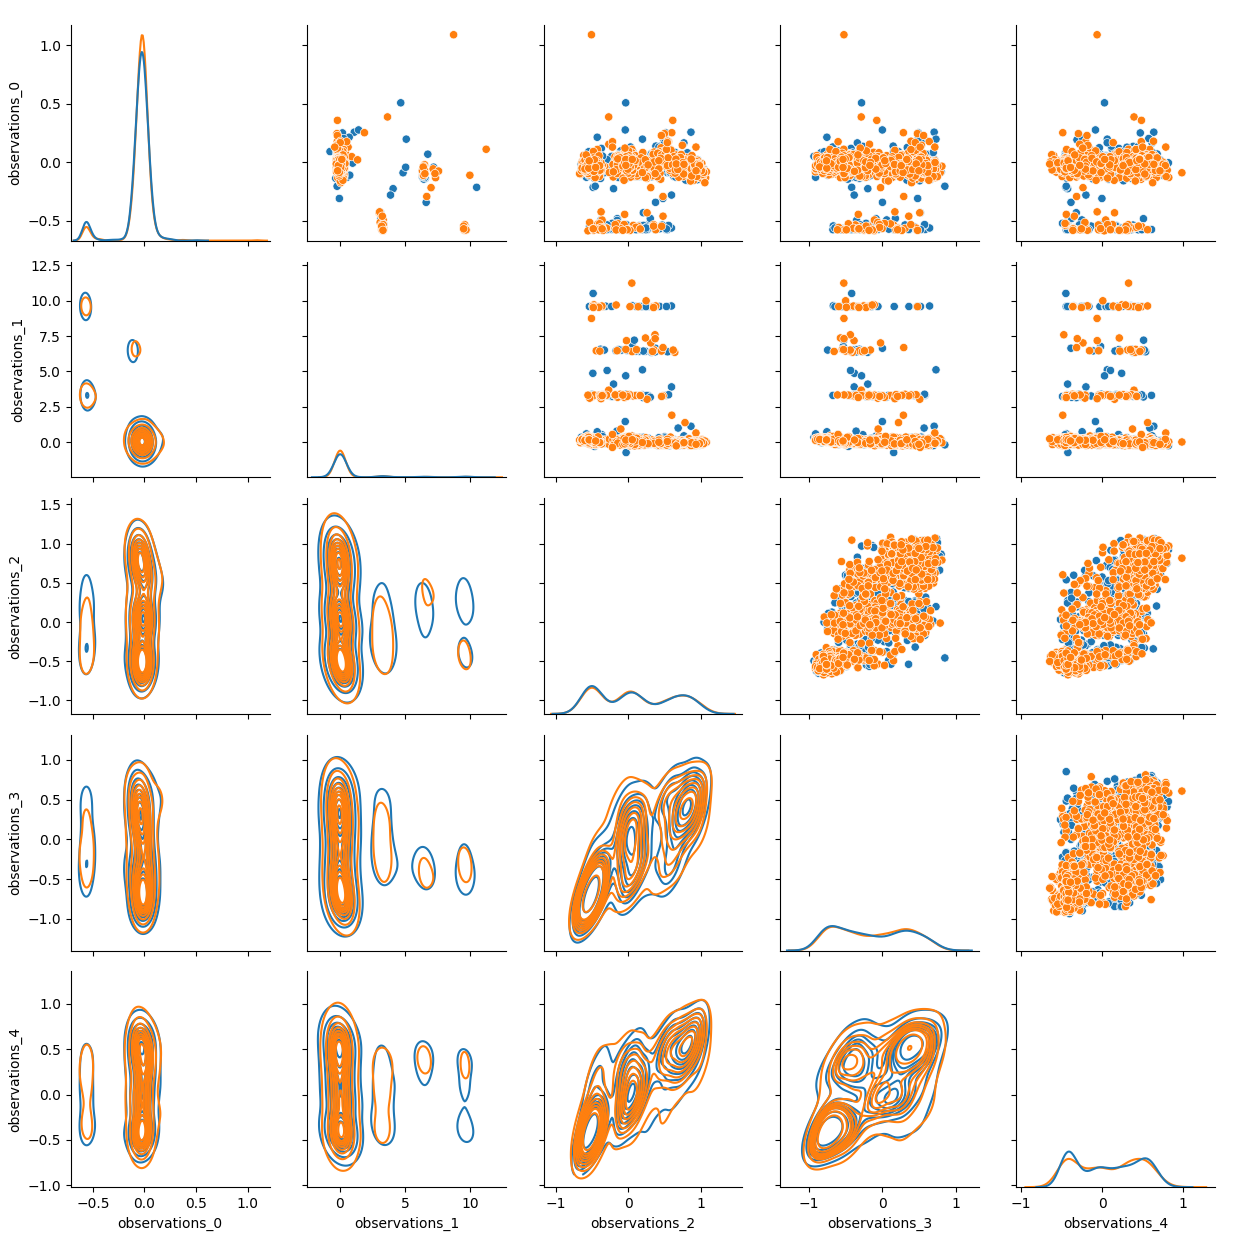 observations_0
1.0
0.5
0.0
−0.5
observations_1
12.5
10.0
7.5
5.0
2.5
0.0
observations_2
1.5
1.0
0.5
0.0
−0.5
−1.0
observations_3
1.0
0.5
0.0
−0.5
−1.0
observations_4
1.0
0.5
0.0
−0.5
−1.0
−0.5 0.0 0.5 1.0
0 5 10
−1 0 1
−1 0 1
−1 0 1
observations_0 observations_1 observations_2 observations_3 observations_4